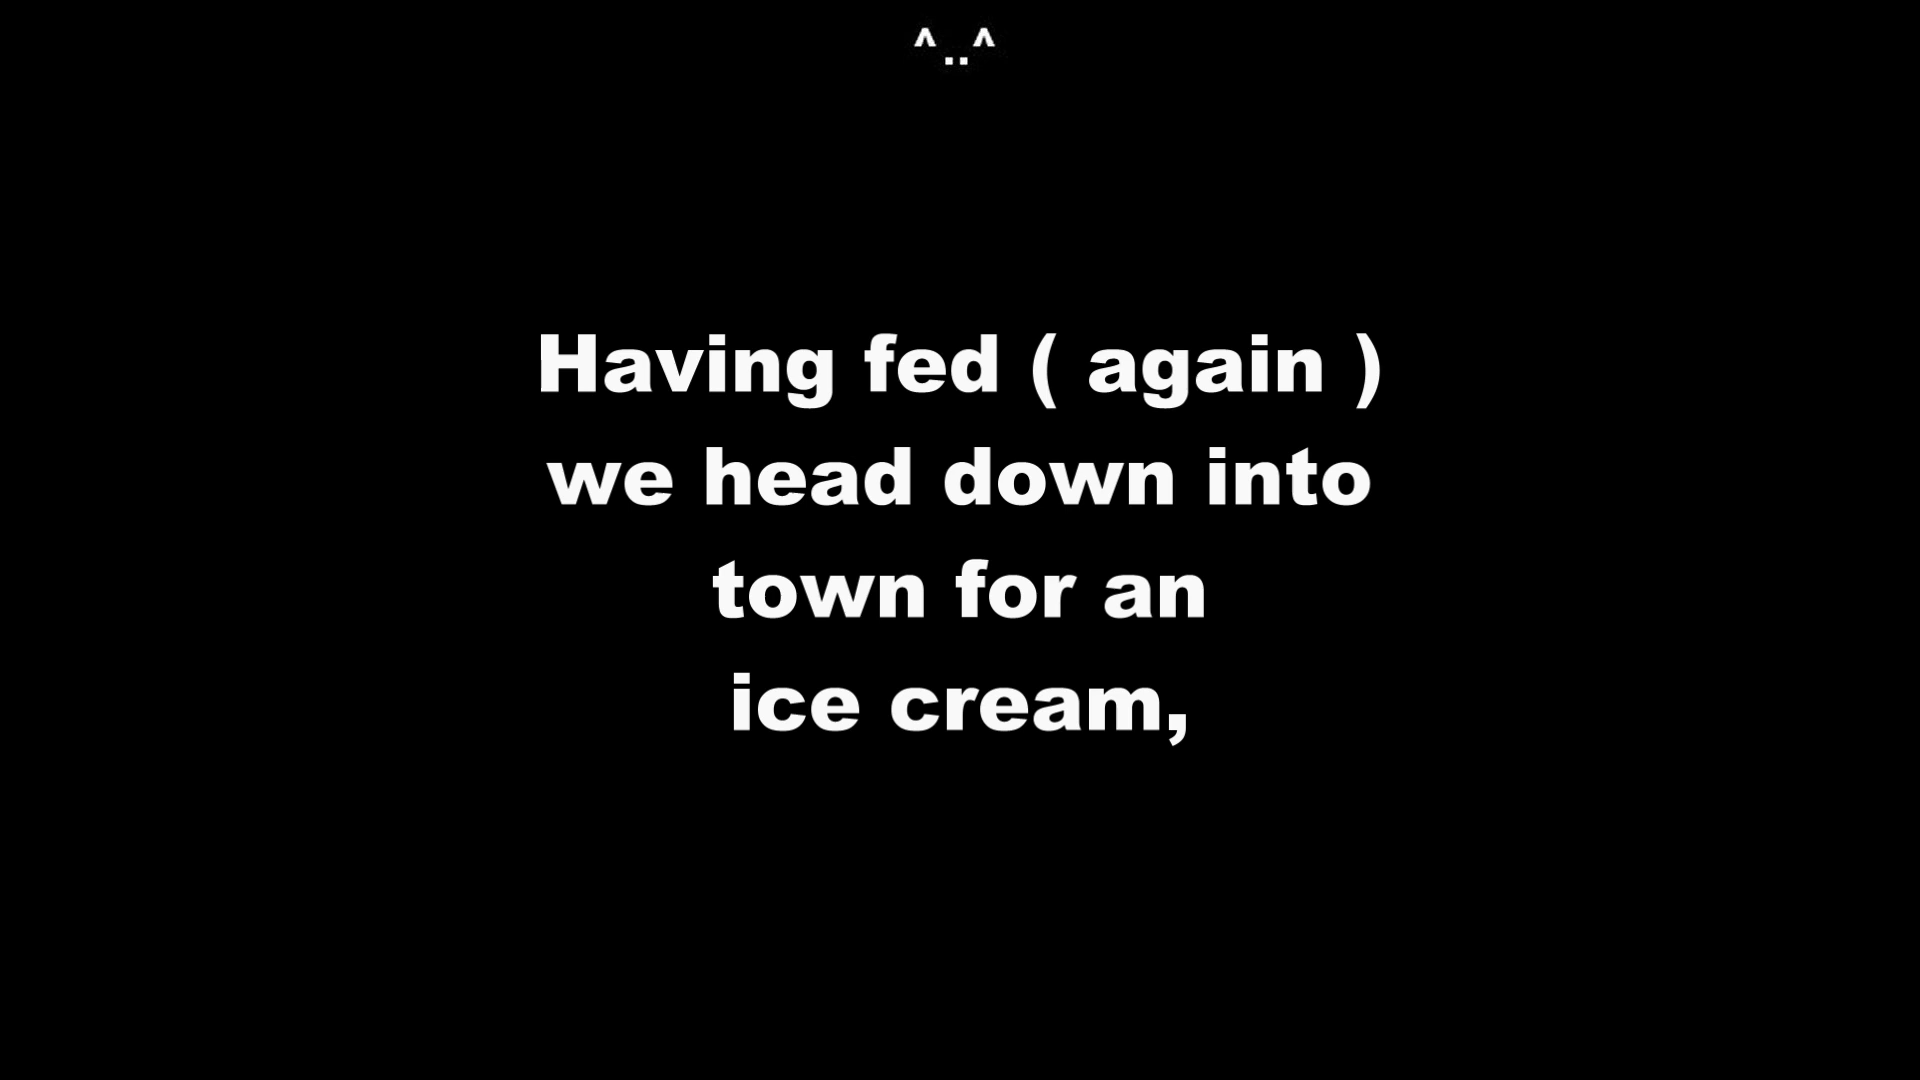 ^..^
Having fed ( again )
we head down into
town for an
ice cream,